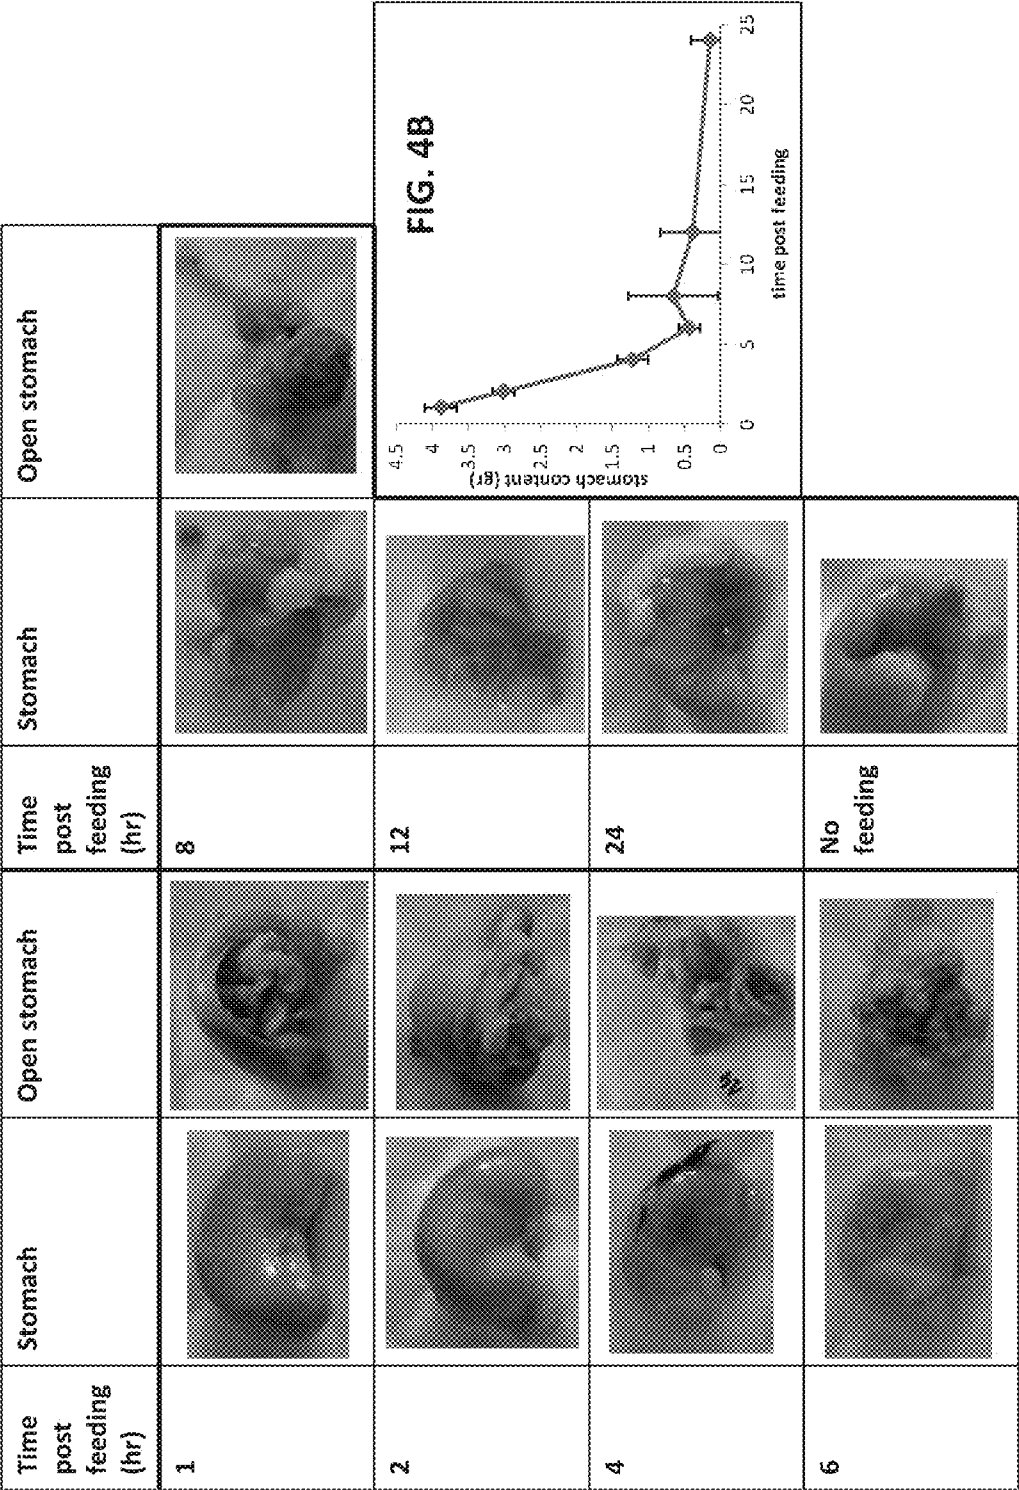 Time
post
feeding
(hr)
Stomach
Open stomach
Time
post
feeding
(hr)
Stomach
Open stomach
1
8
2
12
4
24
6
No
feeding
FIG. 4B
stomach content (gr)
4.5
4
3.5
3
2.5
2
1.5
1
0.5
0
0
5
10
15
20
25
time post feeding